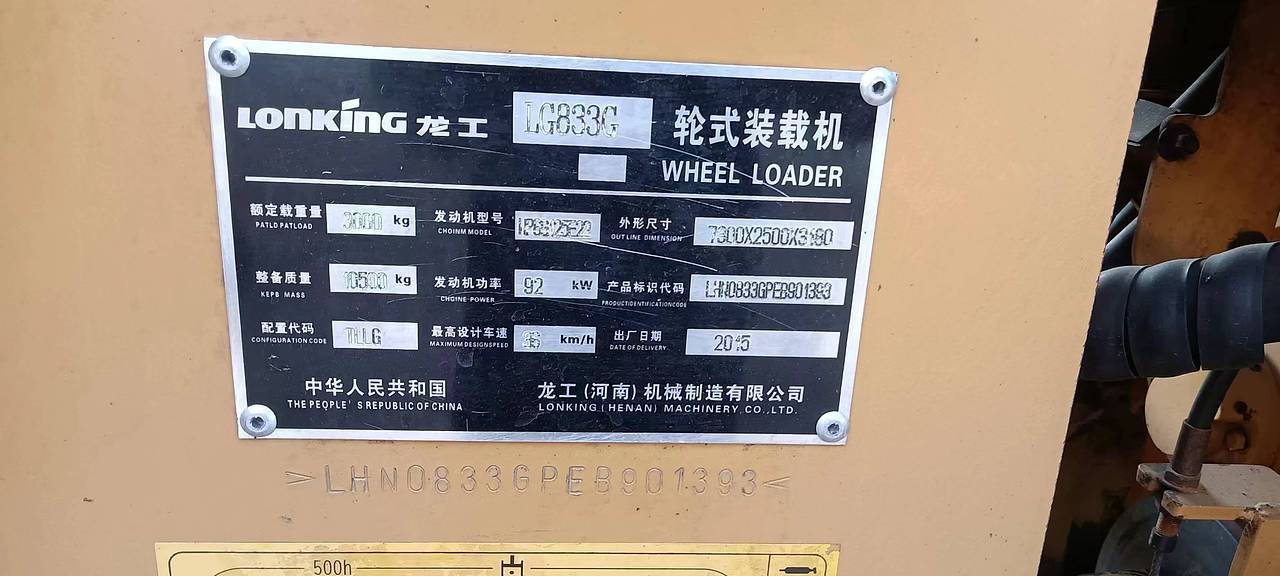 LONKING 龙工 LG833G 轮式装载机
WHEEL LOADER
额定载重量 3000 kg 发动机型号 外形尺寸 7300X2500X3180
PATLD PATLOAD CHOINM MODEL OUTLINE DIMENSION
整备质量 10500 kg 发动机功率 92 kW 产品标识代码 LHN0833GPEB901393
KEPB MASS CHGINE POWER PRODUCTIDENTIFICATIONCODE
配置代码 最高设计车速 km/h 出厂日期 2015
CONFIGURATION CODE MAXIMUM DESIGNSPEED DATE OF DELIVERY
中华人民共和国 龙工(河南)机械制造有限公司
THE PEOPLE' SREPUBLIC OF CHINA LONKING (HENAN) MACHINERY CO.,LTD.
>LHN0833GPEB901393<
500h